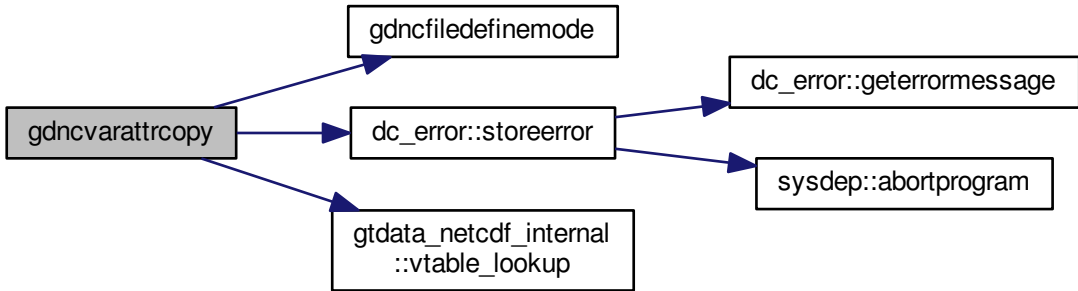 gdncvarattrcopy
gdncfiledefinemode
dc_error::storeerror
gtdata_netcdf_internal
::vtable_lookup
dc_error::geterrormessage
sysdep::abortprogram